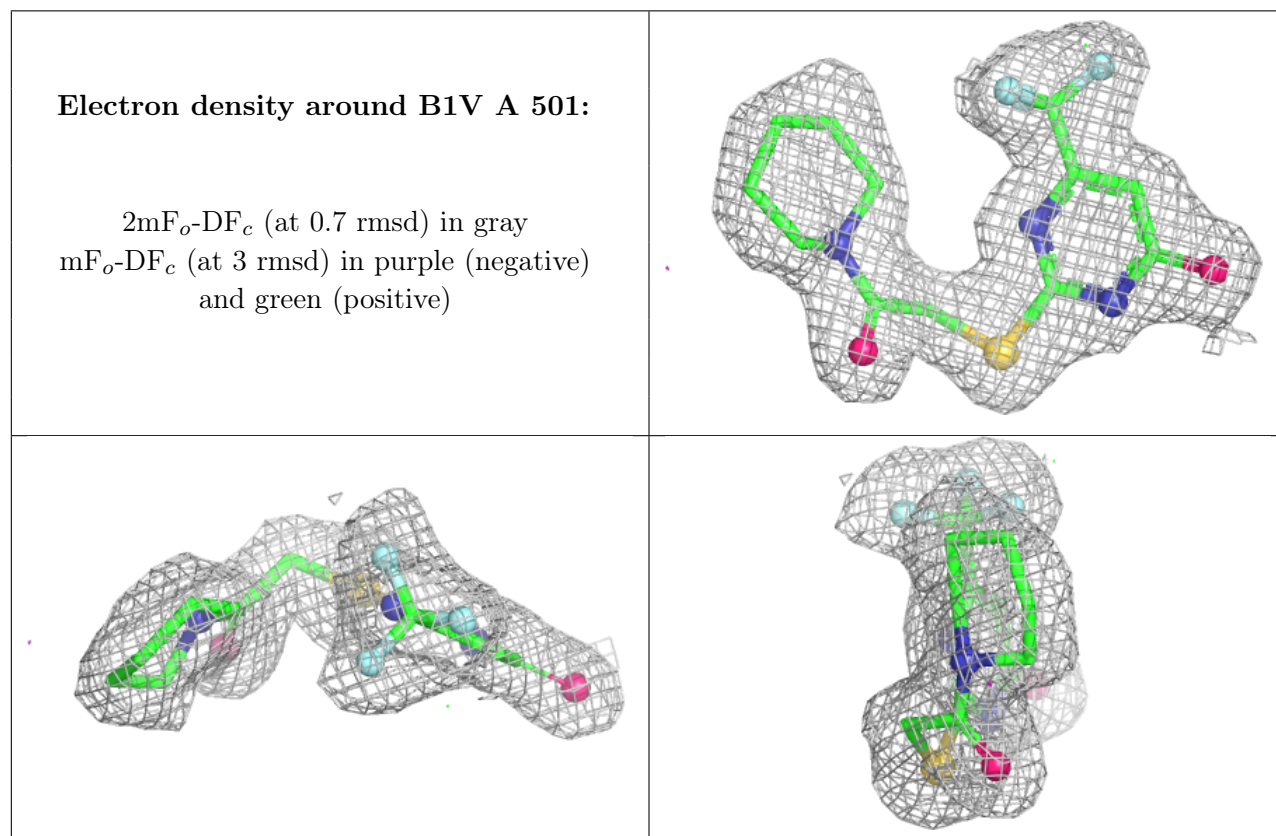 Electron density around B1V A 501:
2mFo-DFc (at 0.7 rmsd) in gray
mFo-DFc (at 3 rmsd) in purple (negative)
and green (positive)